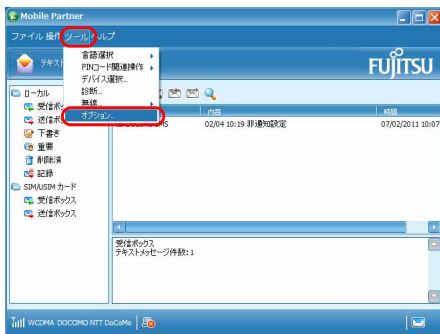 Mobile Partner
ファイル 操作 ツール ヘルプ
テキス
FUJITSU
言語選択
PINコード関連操作
デバイス選択...
診断...
無線
オプション...
ローカル
受信ボックス
送信ボックス
下書き
重要
削除済
記録
SIM/USIM カード
受信ボックス
送信ボックス
内容
時間
02/04 10:19 非通知設定
07/02/2011 10:07
受信ボックス
テキストメッセージ件数:1
WCDMA DOCOMO NTT DoCoMo